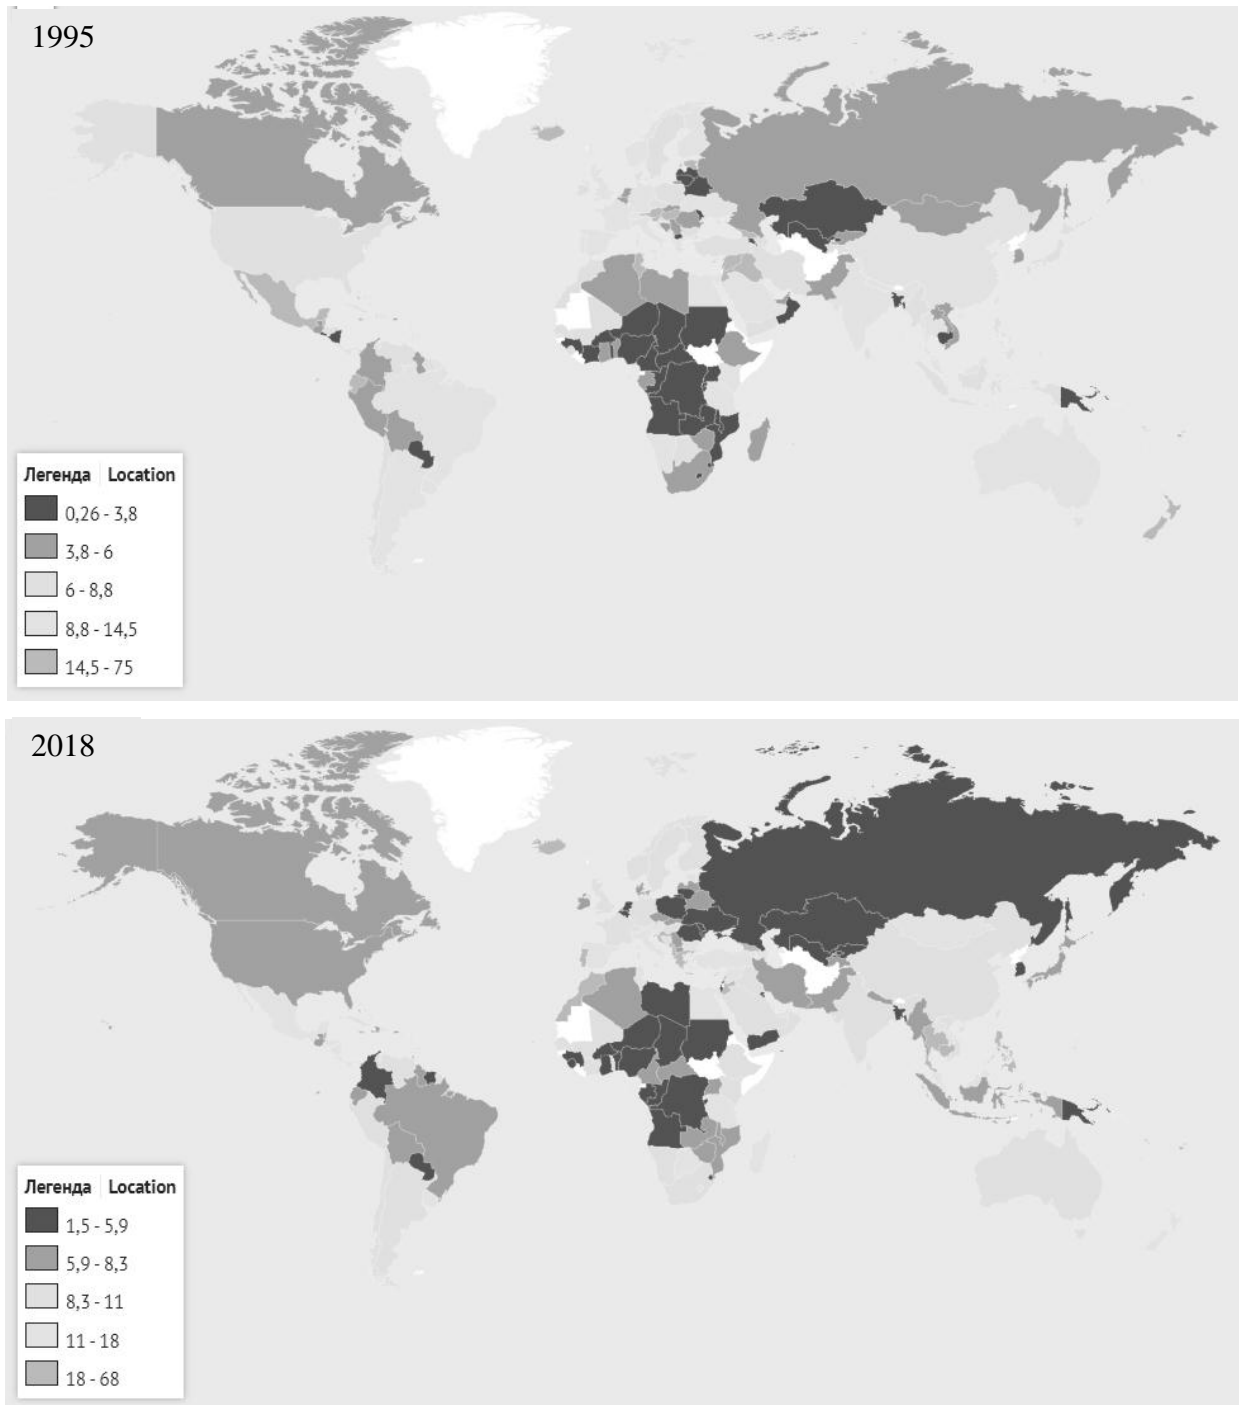 1995
Легенда Location
0,26 - 3,8
3,8 - 6
6 - 8,8
8,8 - 14,5
14,5 - 75
2018
Легенда Location
1,5 - 5,9
5,9 - 8,3
8,3 - 11
11 - 18
18 - 68